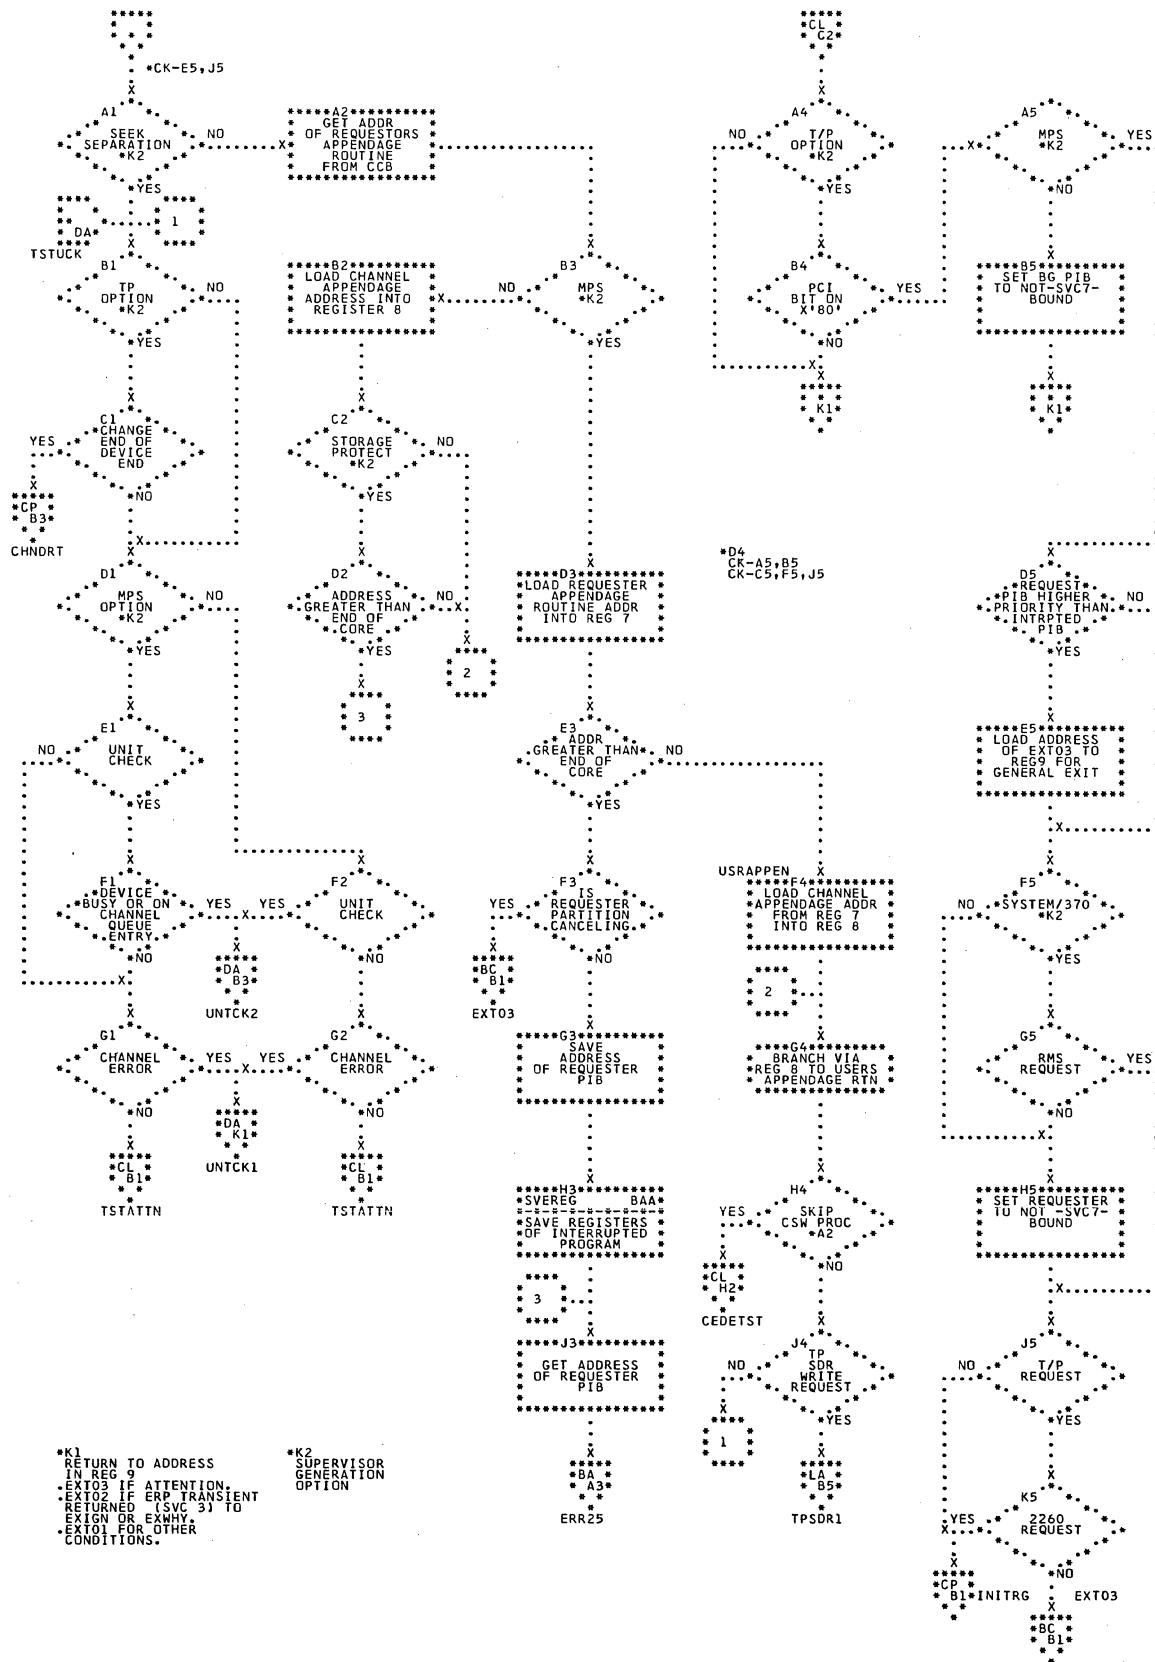 *CK-E5,J5
A1
SEEK
SEPARATION
*K2
NO
YES
A2
GET ADDR
OF REQUESTORS
APPENDAGE
ROUTINE
FROM CCB
DA
TSTUCK
1
B1
TP
OPTION
*K2
NO
YES
B2
LOAD CHANNEL
APPENDAGE
ADDRESS INTO
REGISTER 8
B3
MPS
*K2
NO
YES
C1
CHANGE
END OF
DEVICE
END
YES
NO
CP
B3
CHNDRT
C2
STORAGE
PROTECT
*K2
NO
YES
D1
MPS
OPTION
*K2
NO
YES
D2
ADDRESS
GREATER THAN
END OF
CORE
NO
YES
2
3
D3
LOAD REQUESTER
APPENDAGE
ROUTINE ADDR
INTO REG 7
E1
UNIT
CHECK
NO
YES
E3
ADDR
GREATER THAN
END OF
CORE
NO
YES
F1
DEVICE
BUSY OR ON
CHANNEL
QUEUE
ENTRY
YES
NO
F2
UNIT
CHECK
YES
NO
DA
B3
UNTCK2
F3
IS
REQUESTER
PARTITION
CANCELING
YES
NO
BC
B1
EXT03
G1
CHANNEL
ERROR
YES
NO
G2
CHANNEL
ERROR
YES
NO
DA
K1
UNTCK1
CL
B1
TSTATTN
CL
B1
TSTATTN
G3
SAVE
ADDRESS
OF REQUESTER
PIB
H3
SVEREG BAA
SAVE REGISTERS
OF INTERRUPTED
PROGRAM
3
J3
GET ADDRESS
OF REQUESTER
PIB
BA
A3
ERR25
CL
C2
A4
T/P
OPTION
*K2
NO
YES
B4
PCI
BIT ON
X'80'
YES
NO
K1
A5
MPS
*K2
YES
NO
B5
SET BG PIB
TO NOT-SVC7-
BOUND
K1
*D4
CK-A5,B5
CK-C5,F5,J5
D5
REQUEST
PIB HIGHER
PRIORITY THAN
INTRPTED
PIB
NO
YES
E5
LOAD ADDRESS
OF EXT03 TO
REG9 FOR
GENERAL EXIT
USRAPPEN
F4
LOAD CHANNEL
APPENDAGE ADDR
FROM REG 7
INTO REG 8
2
G4
BRANCH VIA
REG 8 TO USERS
APPENDAGE RTN
H4
SKIP
CSW PROC
*A2
YES
NO
CL
H2
CEDETST
J4
TP
SDR
WRITE
REQUEST
NO
YES
1
LA
B5
TPSDR1
F5
SYSTEM/370
*K2
NO
YES
G5
RMS
REQUEST
YES
NO
H5
SET REQUESTER
TO NOT -SVC7-
BOUND
J5
T/P
REQUEST
NO
YES
K5
2260
REQUEST
YES
NO
CP
B1
INITRG
EXT03
BC
B1
*K1
RETURN TO ADDRESS
IN REG 9
.EXT03 IF ATTENTION.
.EXT02 IF ERP TRANSIENT
RETURNED (SVC 3) TO
EXIGN OR EXWHY.
.EXT01 FOR OTHER
CONDITIONS.
*K2
SUPERVISOR
GENERATION
OPTION